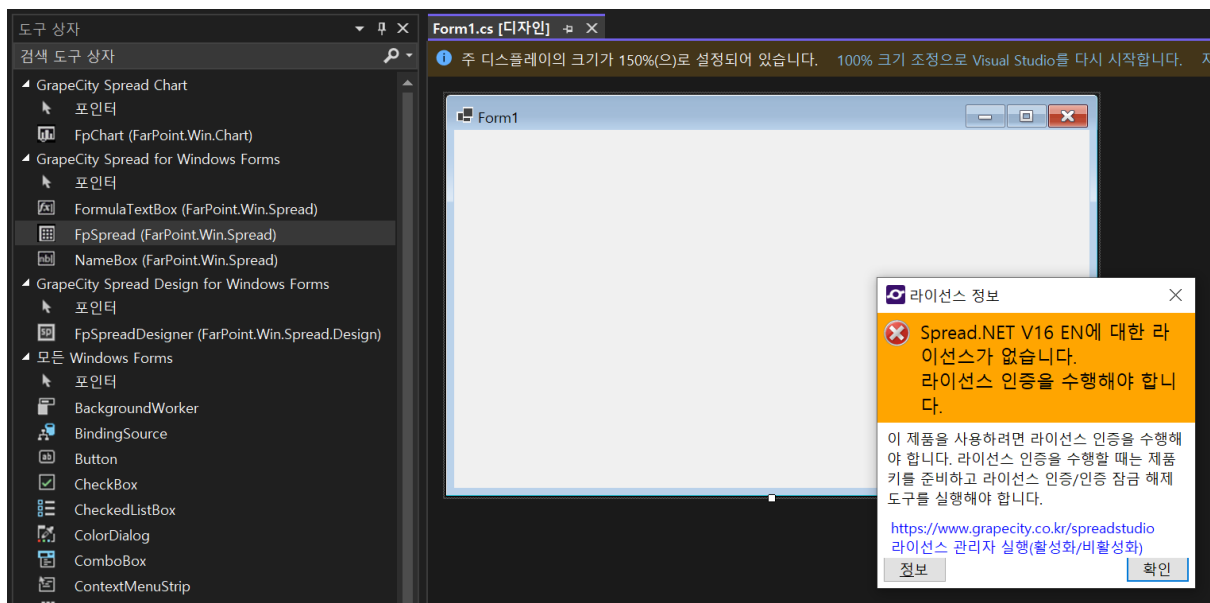 도구 상자
검색 도구 상자
GrapeCity Spread Chart
포인터
FpChart (FarPoint.Win.Chart)
GrapeCity Spread for Windows Forms
포인터
fx
FormulaTextBox (FarPoint.Win.Spread)
FpSpread (FarPoint.Win.Spread)
nb
NameBox (FarPoint.Win.Spread)
GrapeCity Spread Design for Windows Forms
포인터
SP
FpSpreadDesigner (FarPoint.Win.Spread.Design)
모든 Windows Forms
포인터
BackgroundWorker
BindingSource
ab
Button
CheckBox
CheckedListBox
ColorDialog
ComboBox
ContextMenuStrip
Form1.cs [디자인]
주 디스플레이의 크기가 150%(으)로 설정되어 있습니다. 100% 크기 조정으로 Visual Studio를 다시 시작합니다.
Form1
라이선스 정보
Spread.NET V16 EN에 대한 라
이선스가 없습니다.
라이선스 인증을 수행해야 합니
다.
이 제품을 사용하려면 라이선스 인증을 수행해
야 합니다. 라이선스 인증을 수행할 때는 제품
키를 준비하고 라이선스 인증/인증 잠금 해제
도구를 실행해야 합니다.
https://www.grapecity.co.kr/spreadstudio
라이선스 관리자 실행(활성화/비활성화)
정보
확인